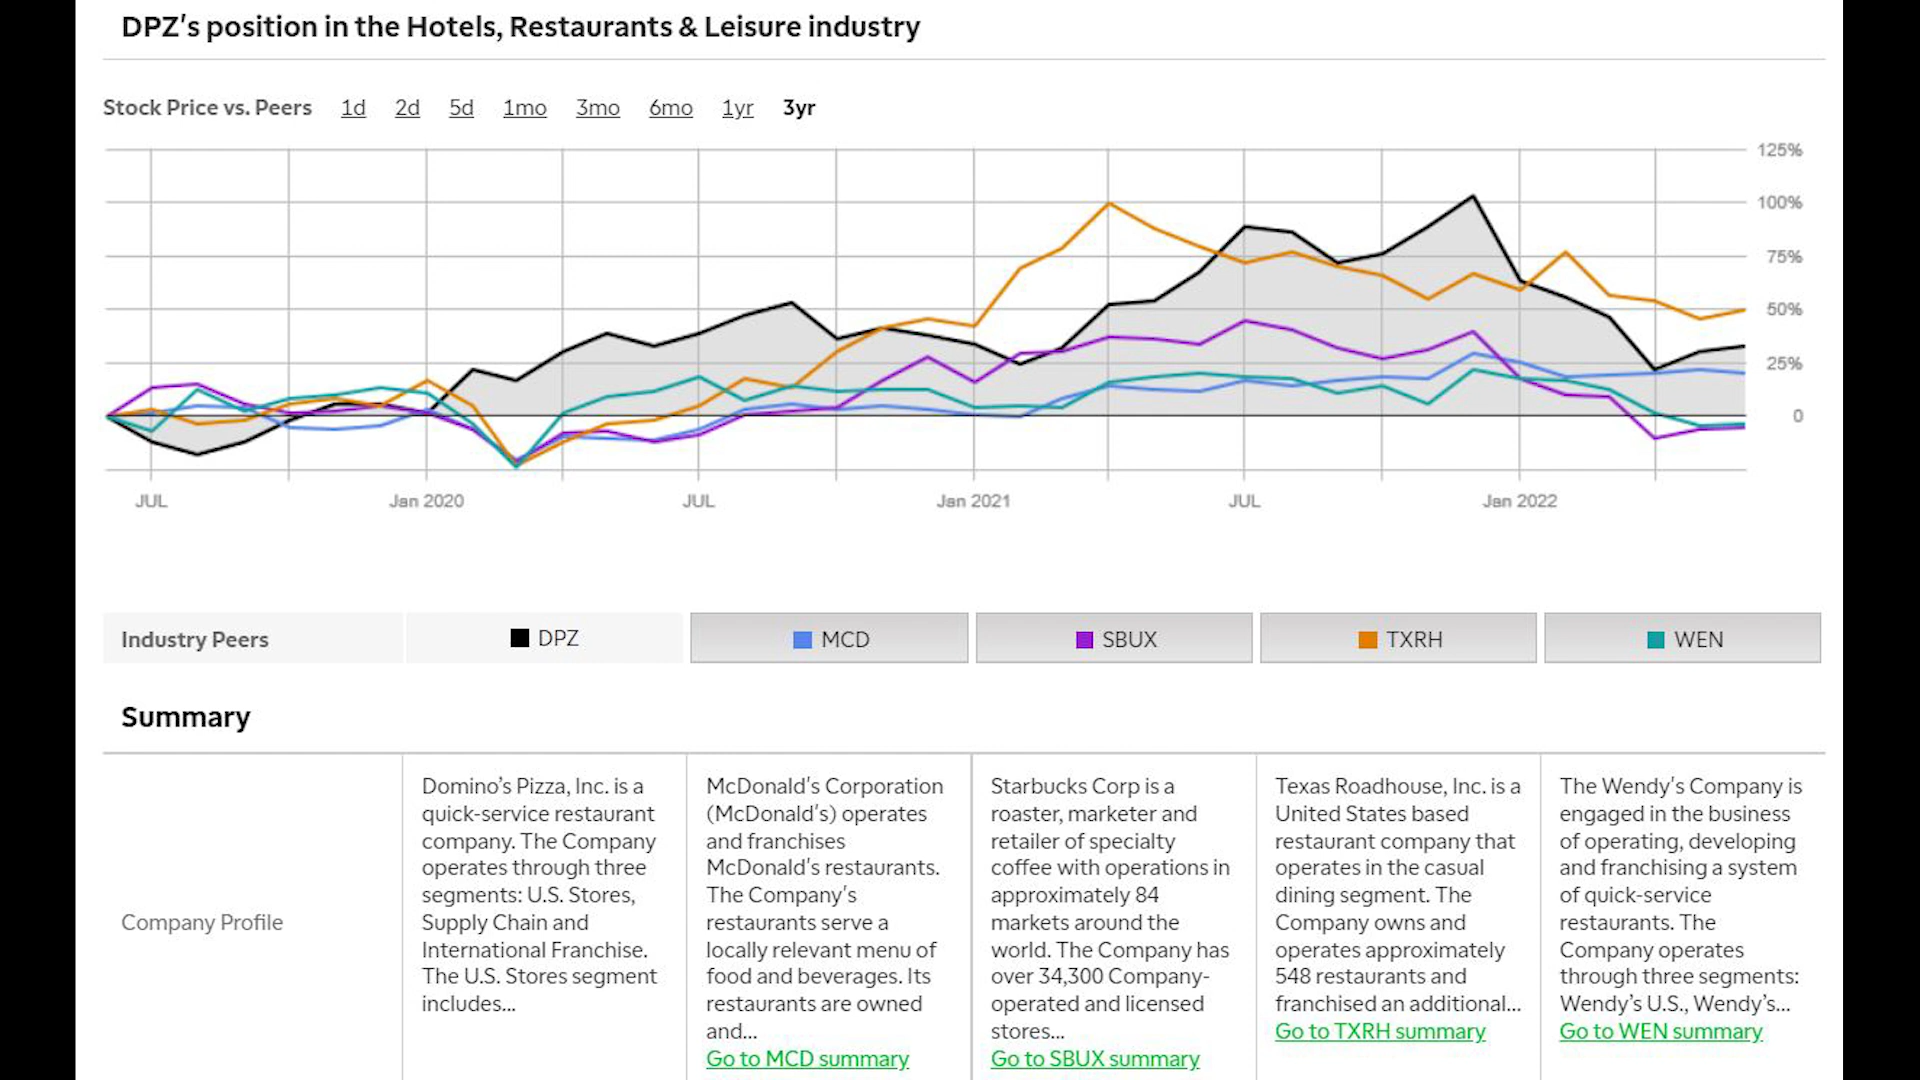 DPZ's position in the Hotels, Restaurants & Leisure industry
Stock Price vs. Peers 1d 2d 5d 1mo 3mo 6mo 1yr 3yr
125%
100%
75%
50%
25%
0
JUL Jan 2020 JUL Jan 2021 JUL Jan 2022
Industry Peers DPZ MCD SBUX TXRH WEN
Summary
Company Profile
Domino's Pizza, Inc. is a
quick-service restaurant
company. The Company
operates through three
segments: U.S. Stores,
Supply Chain and
International Franchise.
The U.S. Stores segment
includes...
McDonald's Corporation
(McDonald's) operates
and franchises
McDonald's restaurants.
The Company's
restaurants serve a
locally relevant menu of
food and beverages. Its
restaurants are owned
and...
Go to MCD summary
Starbucks Corp is a
roaster, marketer and
retailer of specialty
coffee with operations in
approximately 84
markets around the
world. The Company has
over 34,300 Company-
operated and licensed
stores...
Go to SBUX summary
Texas Roadhouse, Inc. is a
United States based
restaurant company that
operates in the casual
dining segment. The
Company owns and
operates approximately
548 restaurants and
franchised an additional...
Go to TXRH summary
The Wendy's Company is
engaged in the business
of operating, developing
and franchising a system
of quick-service
restaurants. The
Company operates
through three segments:
Wendy's U.S., Wendy's...
Go to WEN summary